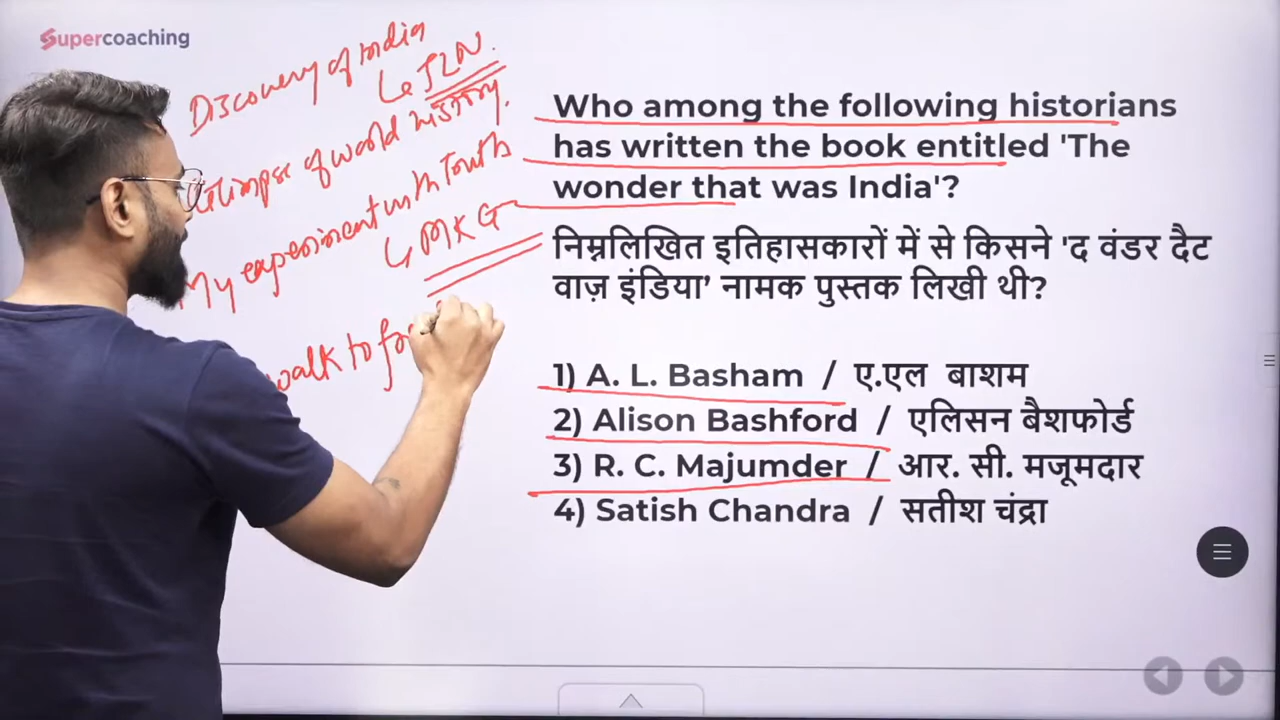 Supercoaching
Discovery of India
JLN.
Glimpse of world History.
My experiment with Truth
MKG
walk to
Who among the following historians
has written the book entitled 'The
wonder that was India'?
निम्नलिखित इतिहासकारों में से किसने 'द वंडर दैट
वाज़ इंडिया’ नामक पुस्तक लिखी थी?
1) A. L. Basham / ए.एल बाशम
2) Alison Bashford / एलिसन बैशफोर्ड
3) R. C. Majumder / आर. सी. मजूमदार
4) Satish Chandra / सतीश चंद्रा